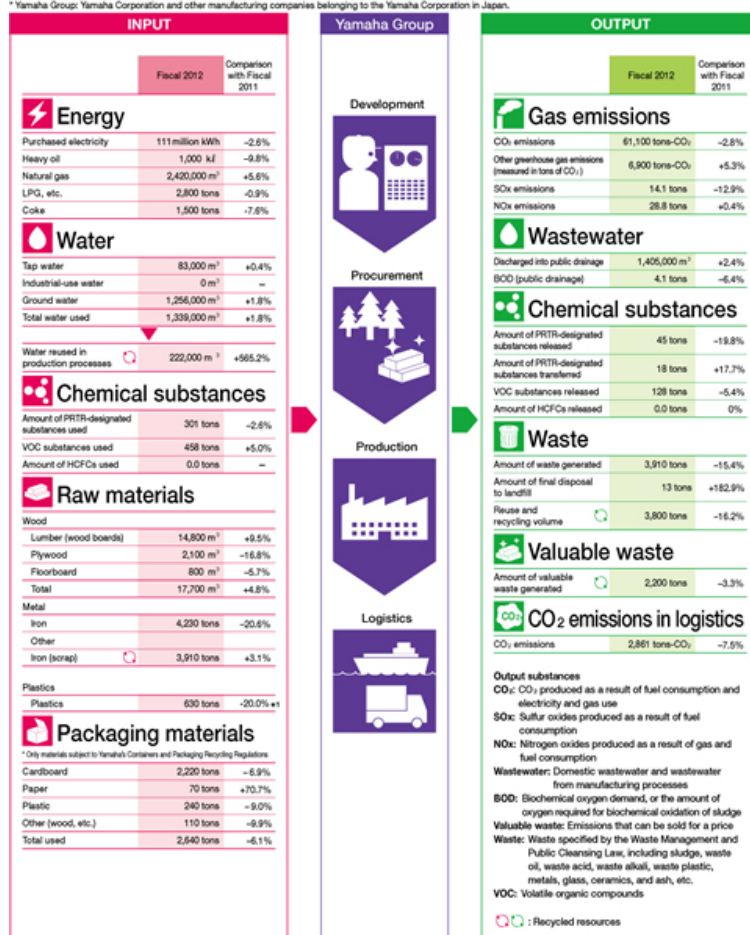 * Yamaha Group: Yamaha Corporation and other manufacturing companies belonging to the Yamaha Corporation in Japan.
INPUT
Fiscal 2012
Comparison
with Fiscal
2011
Energy
Purchased electricity 111 million kWh –2.6%
Heavy oil 1,000 kℓ –9.8%
Natural gas 2,420,000 m³ +5.6%
LPG, etc. 2,800 tons -0.9%
Coke 1,500 tons -7.6%
Water
Tap water 83,000 m³ +0.4%
Industrial-use water 0 m³ –
Ground water 1,256,000 m³ +1.8%
Total water used 1,339,000 m³ +1.8%
Water reused in
production processes 222,000 m ³ +565.2%
Chemical substances
Amount of PRTR-designated
substances used 301 tons –2.6%
VOC substances used 458 tons +5.0%
Amount of HCFCs used 0.0 tons –
Raw materials
Wood
Lumber (wood boards) 14,800 m³ +9.5%
Plywood 2,100 m³ –16.8%
Floorboard 800 m³ –5.7%
Total 17,700 m³ +4.8%
Metal
Iron 4,230 tons –20.6%
Other
Iron (scrap) 3,910 tons +3.1%
Plastics
Plastics 630 tons -20.0% *1
Packaging materials
* Only materials subject to Yamaha's Containers and Packaging Recycling Regulations
Cardboard 2,220 tons –6.9%
Paper 70 tons +70.7%
Plastic 240 tons –9.0%
Other (wood, etc.) 110 tons –9.9%
Total used 2,640 tons –6.1%
Yamaha Group
Development
Procurement
Production
Logistics
OUTPUT
Fiscal 2012
Comparison
with Fiscal
2011
Gas emissions
CO₂ emissions 61,100 tons-CO₂ –2.8%
Other greenhouse gas emissions
(measured in tons of CO₂) 6,900 tons-CO₂ +5.3%
SOx emissions 14.1 tons –12.9%
NOx emissions 28.8 tons +0.4%
Wastewater
Discharged into public drainage 1,405,000 m³ +2.4%
BOD (public drainage) 4.1 tons –6.4%
Chemical substances
Amount of PRTR-designated
substances released 45 tons –19.8%
Amount of PRTR-designated
substances transferred 18 tons +17.7%
VOC substances released 128 tons –5.4%
Amount of HCFCs released 0.0 tons 0%
Waste
Amount of waste generated 3,910 tons –15.4%
Amount of final disposal
to landfill 13 tons +182.9%
Reuse and
recycling volume 3,800 tons –16.2%
Valuable waste
Amount of valuable
waste generated 2,200 tons –3.3%
CO₂
CO₂ emissions in logistics
CO₂ emissions 2,861 tons-CO₂ –7.5%
Output substances
CO₂: CO₂ produced as a result of fuel consumption and
electricity and gas use
SOx: Sulfur oxides produced as a result of fuel
consumption
NOx: Nitrogen oxides produced as a result of gas and
fuel consumption
Wastewater: Domestic wastewater and wastewater
from manufacturing processes
BOD: Biochemical oxygen demand, or the amount of
oxygen required for biochemical oxidation of sludge
Valuable waste: Emissions that can be sold for a price
Waste: Waste specified by the Waste Management and
Public Cleansing Law, including sludge, waste
oil, waste acid, waste alkali, waste plastic,
metals, glass, ceramics, and ash, etc.
VOC: Volatile organic compounds
: Recycled resources